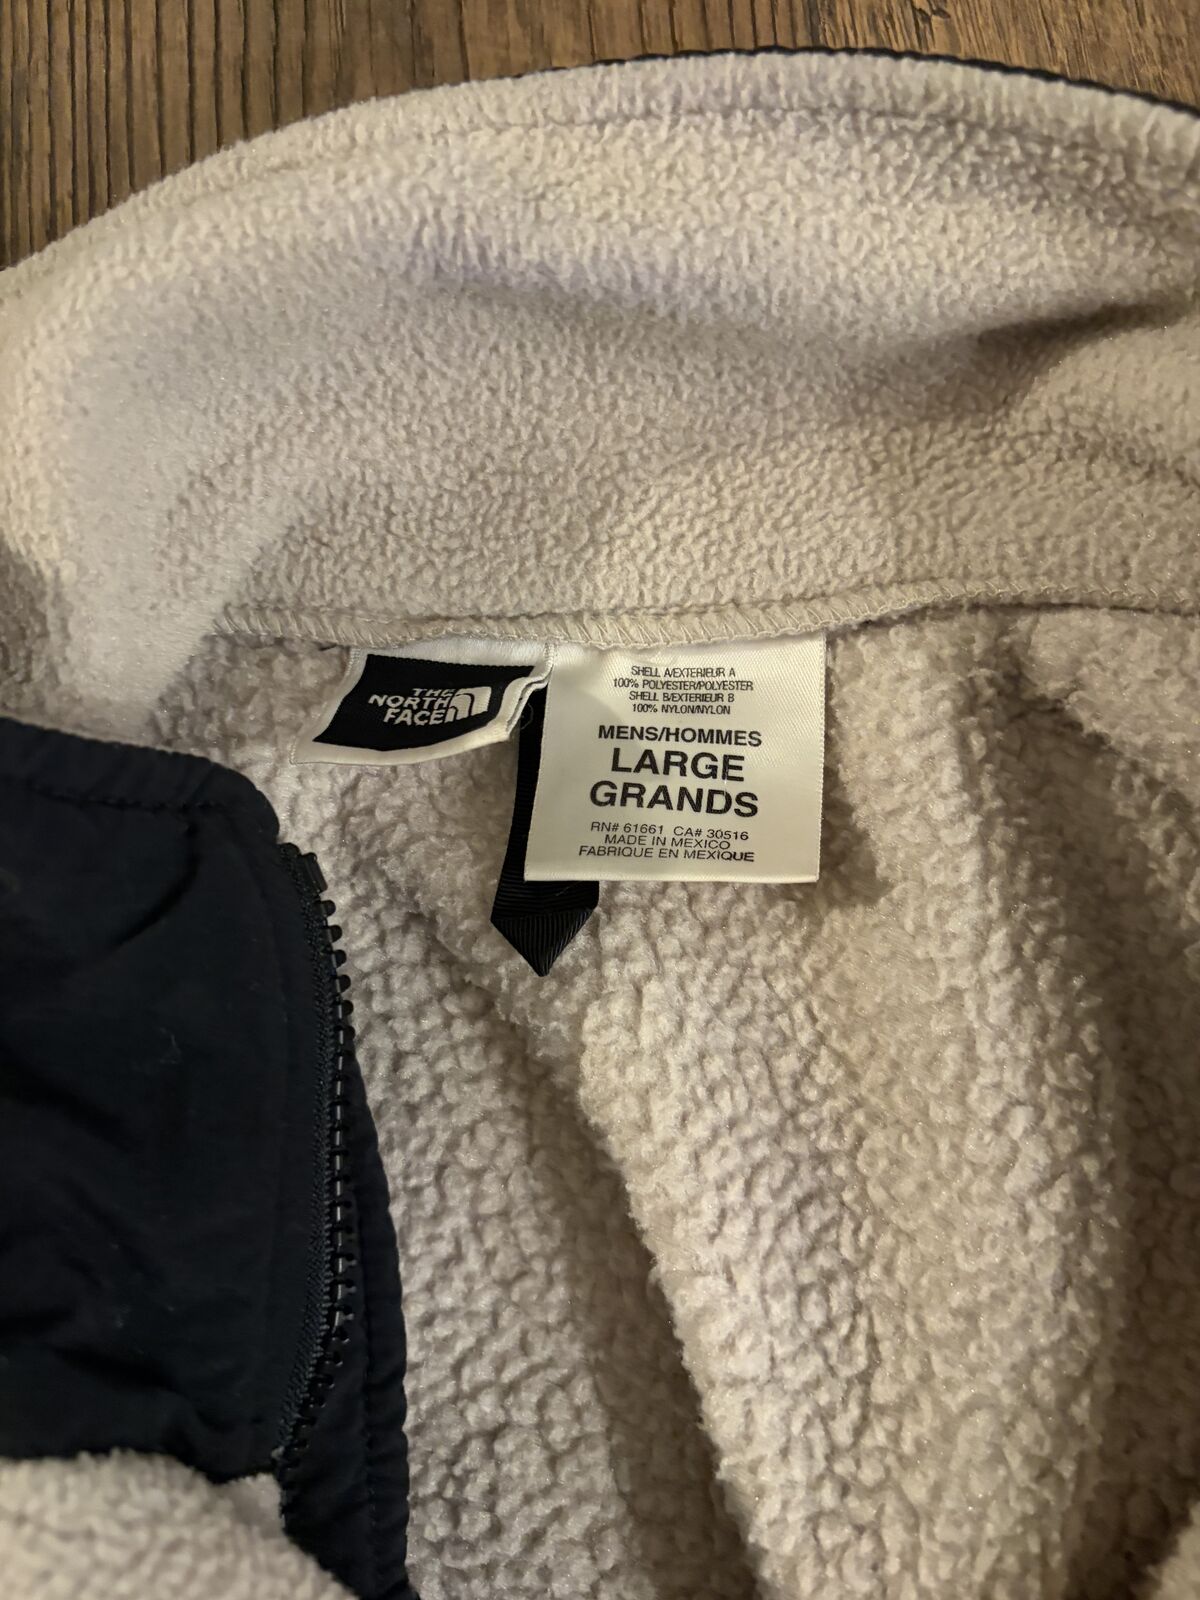 THE
NORTH
FACE
SHELL A/EXTERIEUR A
100% POLYESTER/POLYESTER
SHELL B/EXTERIEUR B
100% NYLON/NYLON
MENS/HOMMES
LARGE
GRANDS
RN# 61661 CA# 30516
MADE IN MEXICO
FABRIQUE EN MEXIQUE